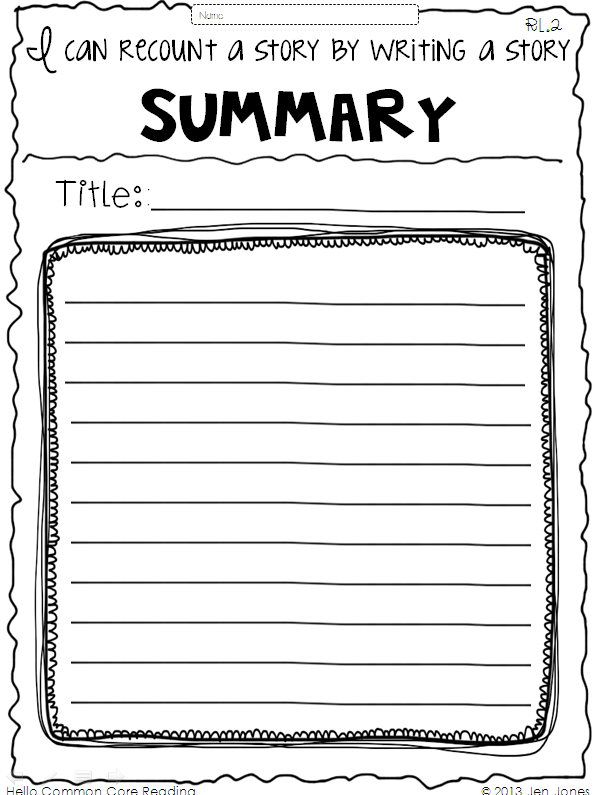 Name
RL.2
I can recount a story by writing a story
SUMMARY
Title:
Hello Common Core Reading
© 2013 Jen Jones